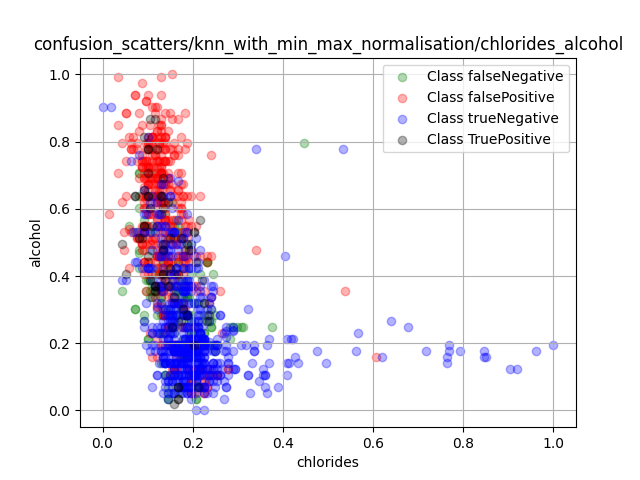 confusion_scatters/knn_with_min_max_normalisation/chlorides_alcohol
Class falseNegative
Class falsePositive
Class trueNegative
Class TruePositive
1.0
0.8
0.6
0.4
0.2
0.0
alcohol
0.0 0.2 0.4 0.6 0.8 1.0
chlorides